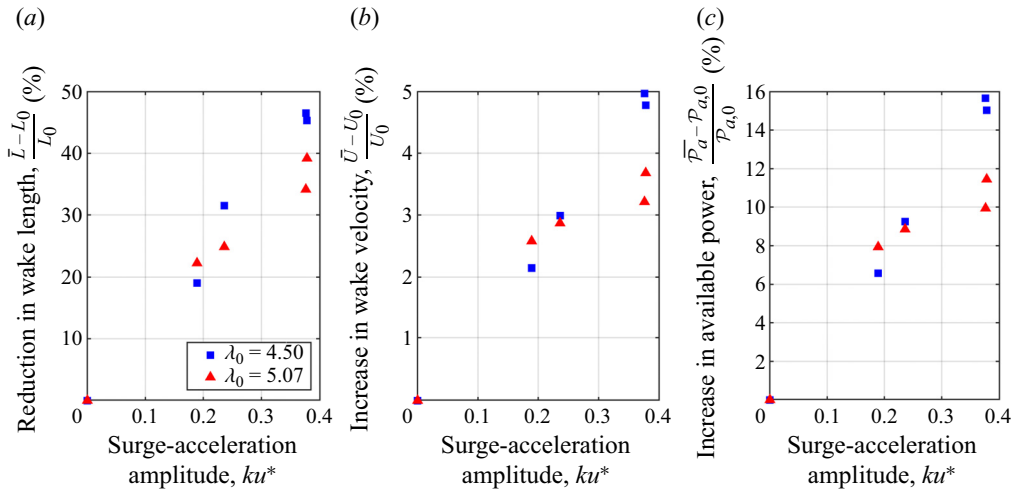 (a)
Reduction in wake length, L̄ – L₀ / L₀ (%)
50
40
30
20
10
0
0.1
0.2
0.3
0.4
λ₀ = 4.50
λ₀ = 5.07
Surge-acceleration
amplitude, ku*
(b)
Increase in wake velocity, Ū – U₀ / U₀ (%)
5
4
3
2
1
0
0.1
0.2
0.3
0.4
Surge-acceleration
amplitude, ku*
(c)
Increase in available power, 𝒫̅ₐ – 𝒫ₐ,₀ / 𝒫ₐ,₀ (%)
16
14
12
10
8
6
4
2
0
0.1
0.2
0.3
0.4
Surge-acceleration
amplitude, ku*